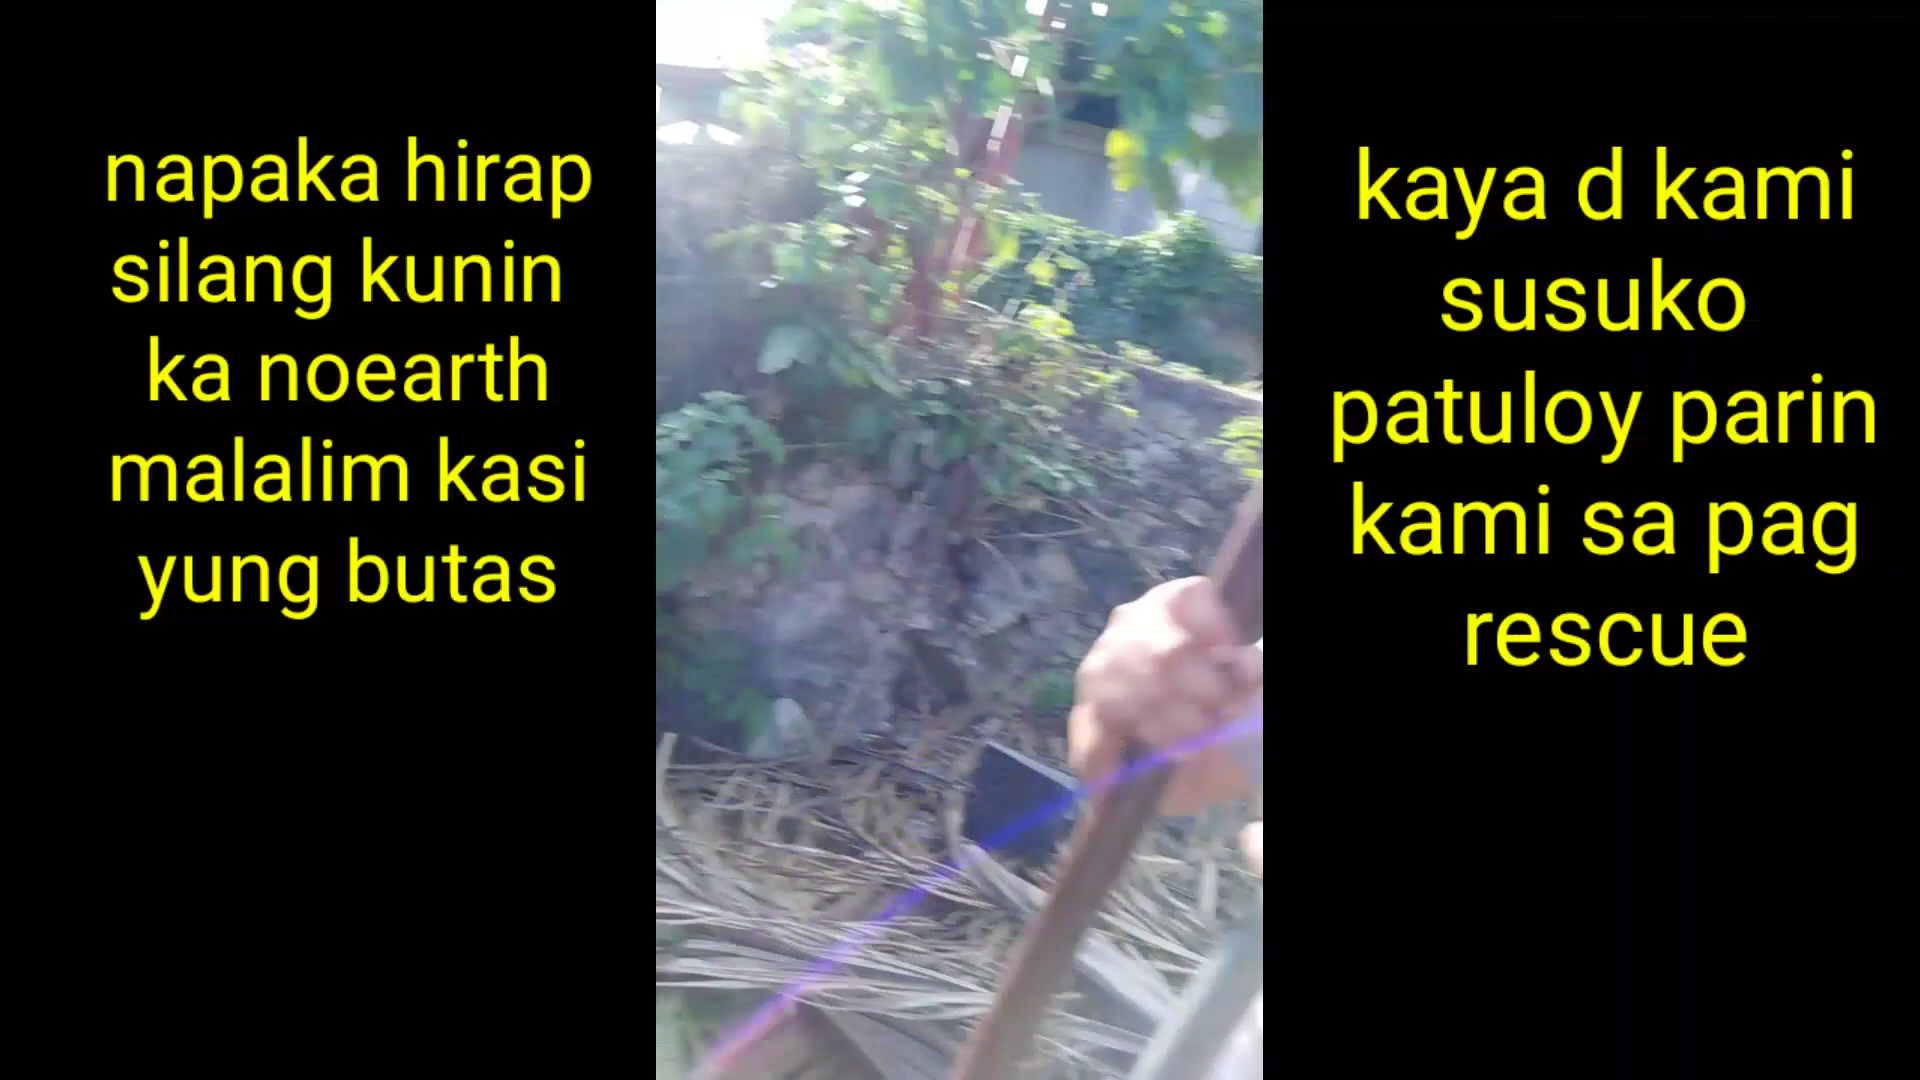 napaka hirap
silang kunin
ka noearth
malalim kasi
yung butas
kaya d kami
susuko
patuloy parin
kami sa pag
rescue